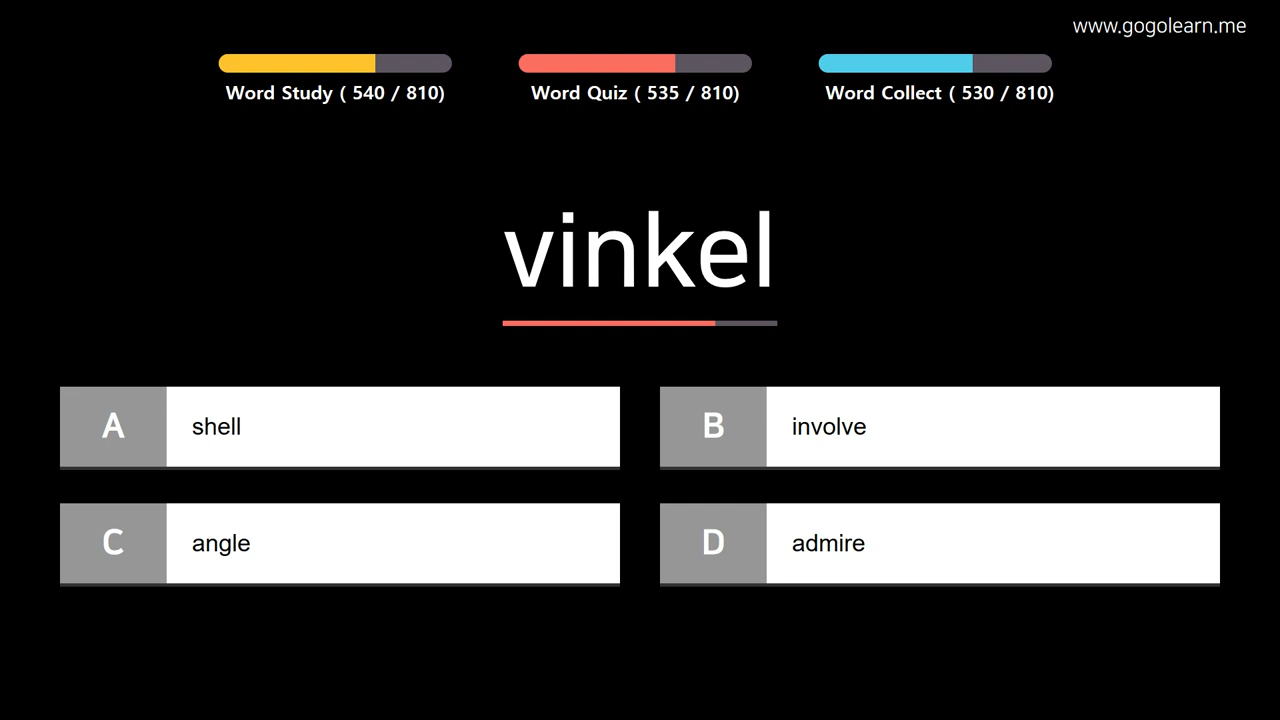 www.gogolearn.me
Word Study ( 540 / 810)
Word Quiz ( 535 / 810)
Word Collect ( 530 / 810)
vinkel
A shell
B involve
C angle
D admire